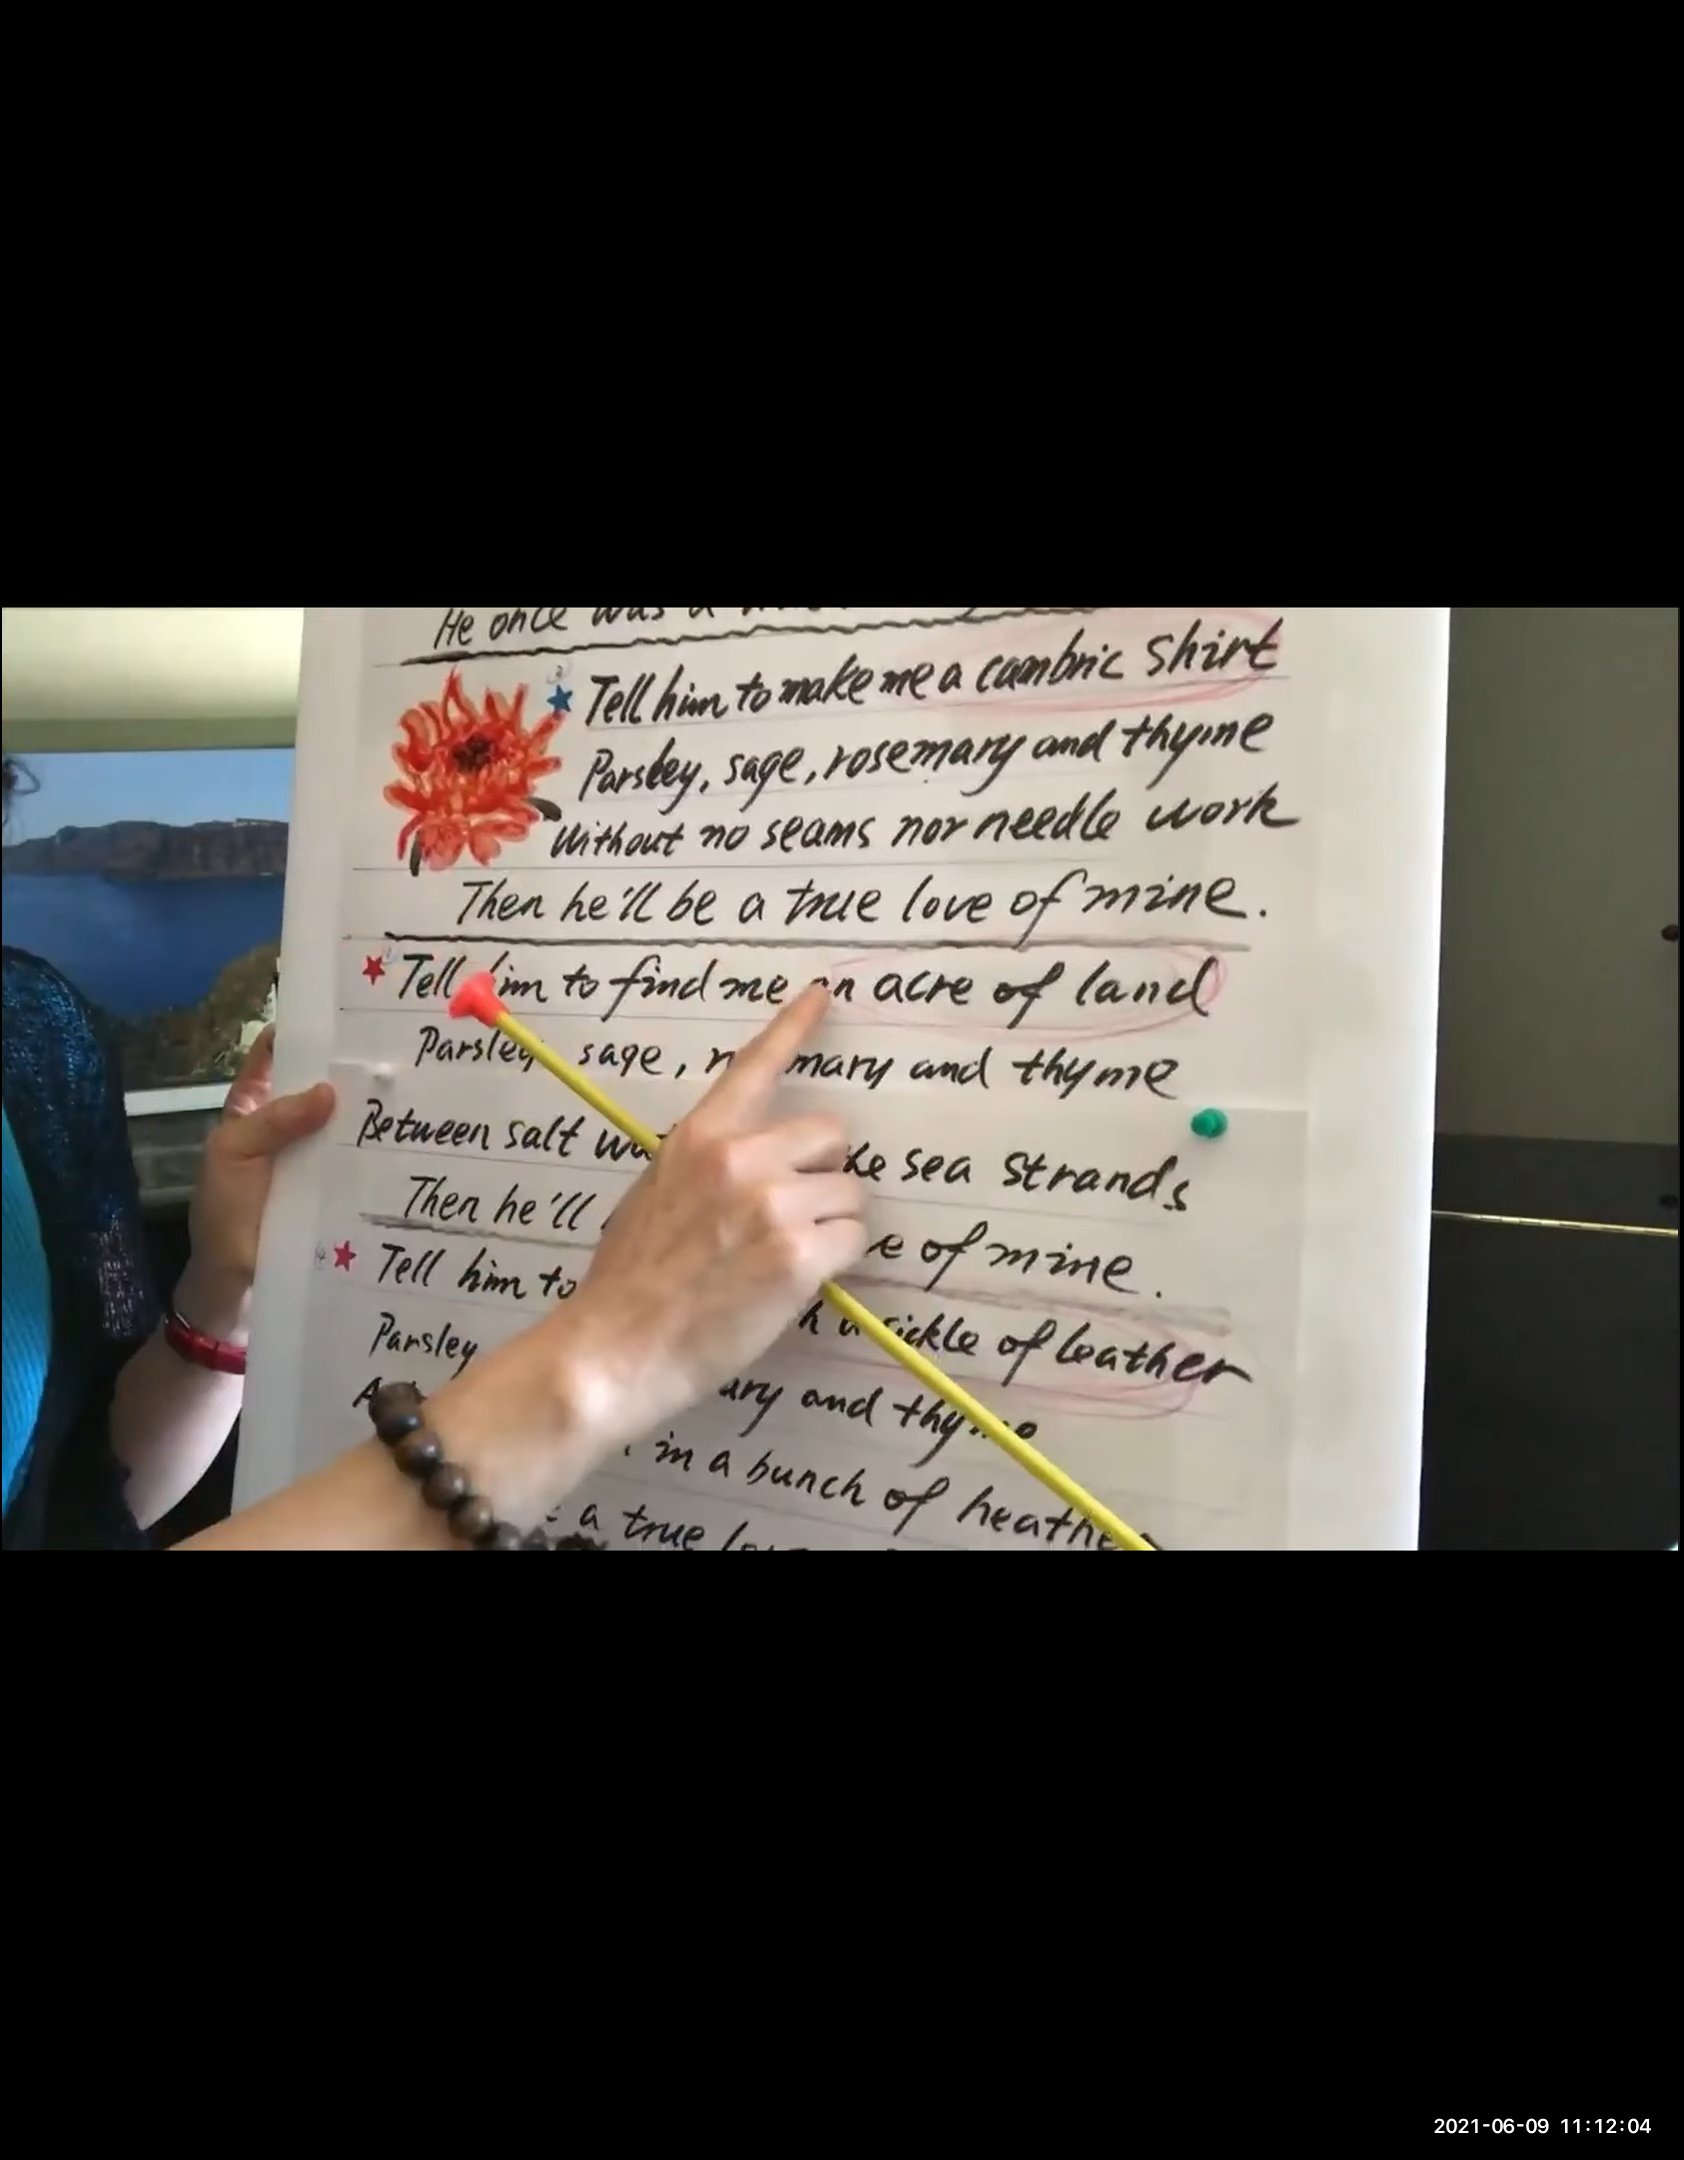 He once was a
Tell him to make me a cambric shirt
Parsley, sage, rosemary and thyme
Without no seams nor needle work
Then he'll be a true love of mine.
Tell him to find me an acre of land
Parsley sage, mary and thyme
Between salt the sea strands
Then he'll of mine.
Tell him to a sickle of leather
Parsley and thyme
in a bunch of heather
a true
2021-06-09 11:12:04